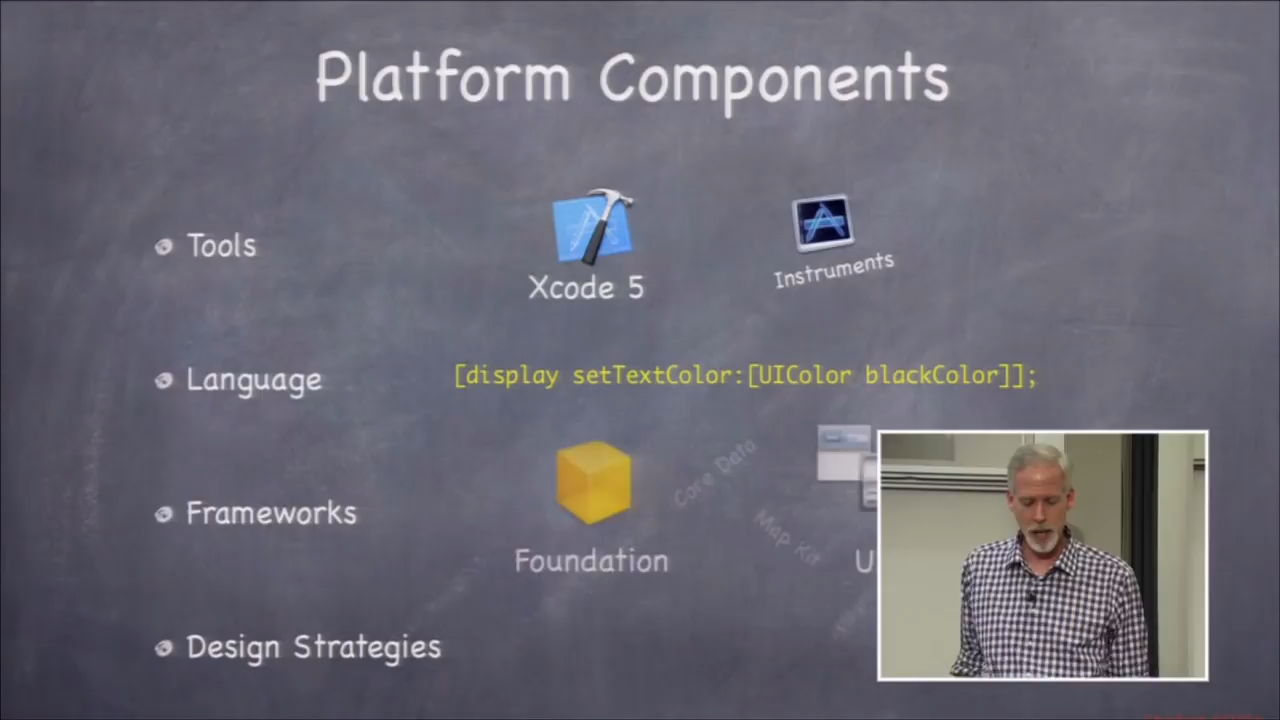 Platform Components
Tools
Xcode 5
Instruments
Language
[display setTextColor:[UIColor blackColor]];
Core Data
Frameworks
Map Kit
Foundation
U
Design Strategies